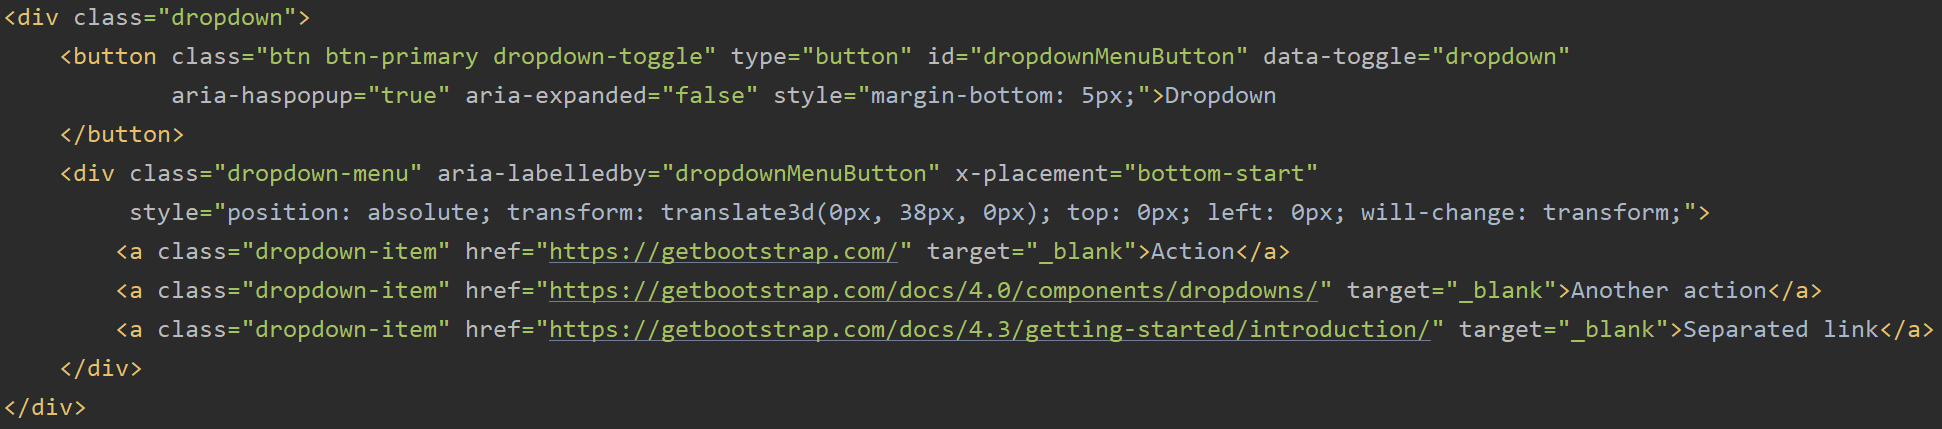 <div class="dropdown">
    <button class="btn btn-primary dropdown-toggle" type="button" id="dropdownMenuButton" data-toggle="dropdown"
            aria-haspopup="true" aria-expanded="false" style="margin-bottom: 5px;">Dropdown
    </button>
    <div class="dropdown-menu" aria-labelledby="dropdownMenuButton" x-placement="bottom-start"
         style="position: absolute; transform: translate3d(0px, 38px, 0px); top: 0px; left: 0px; will-change: transform;">
        <a class="dropdown-item" href="https://getbootstrap.com/" target="_blank">Action</a>
        <a class="dropdown-item" href="https://getbootstrap.com/docs/4.0/components/dropdowns/" target="_blank">Another action</a>
        <a class="dropdown-item" href="https://getbootstrap.com/docs/4.3/getting-started/introduction/" target="_blank">Separated link</a>
    </div>
</div>